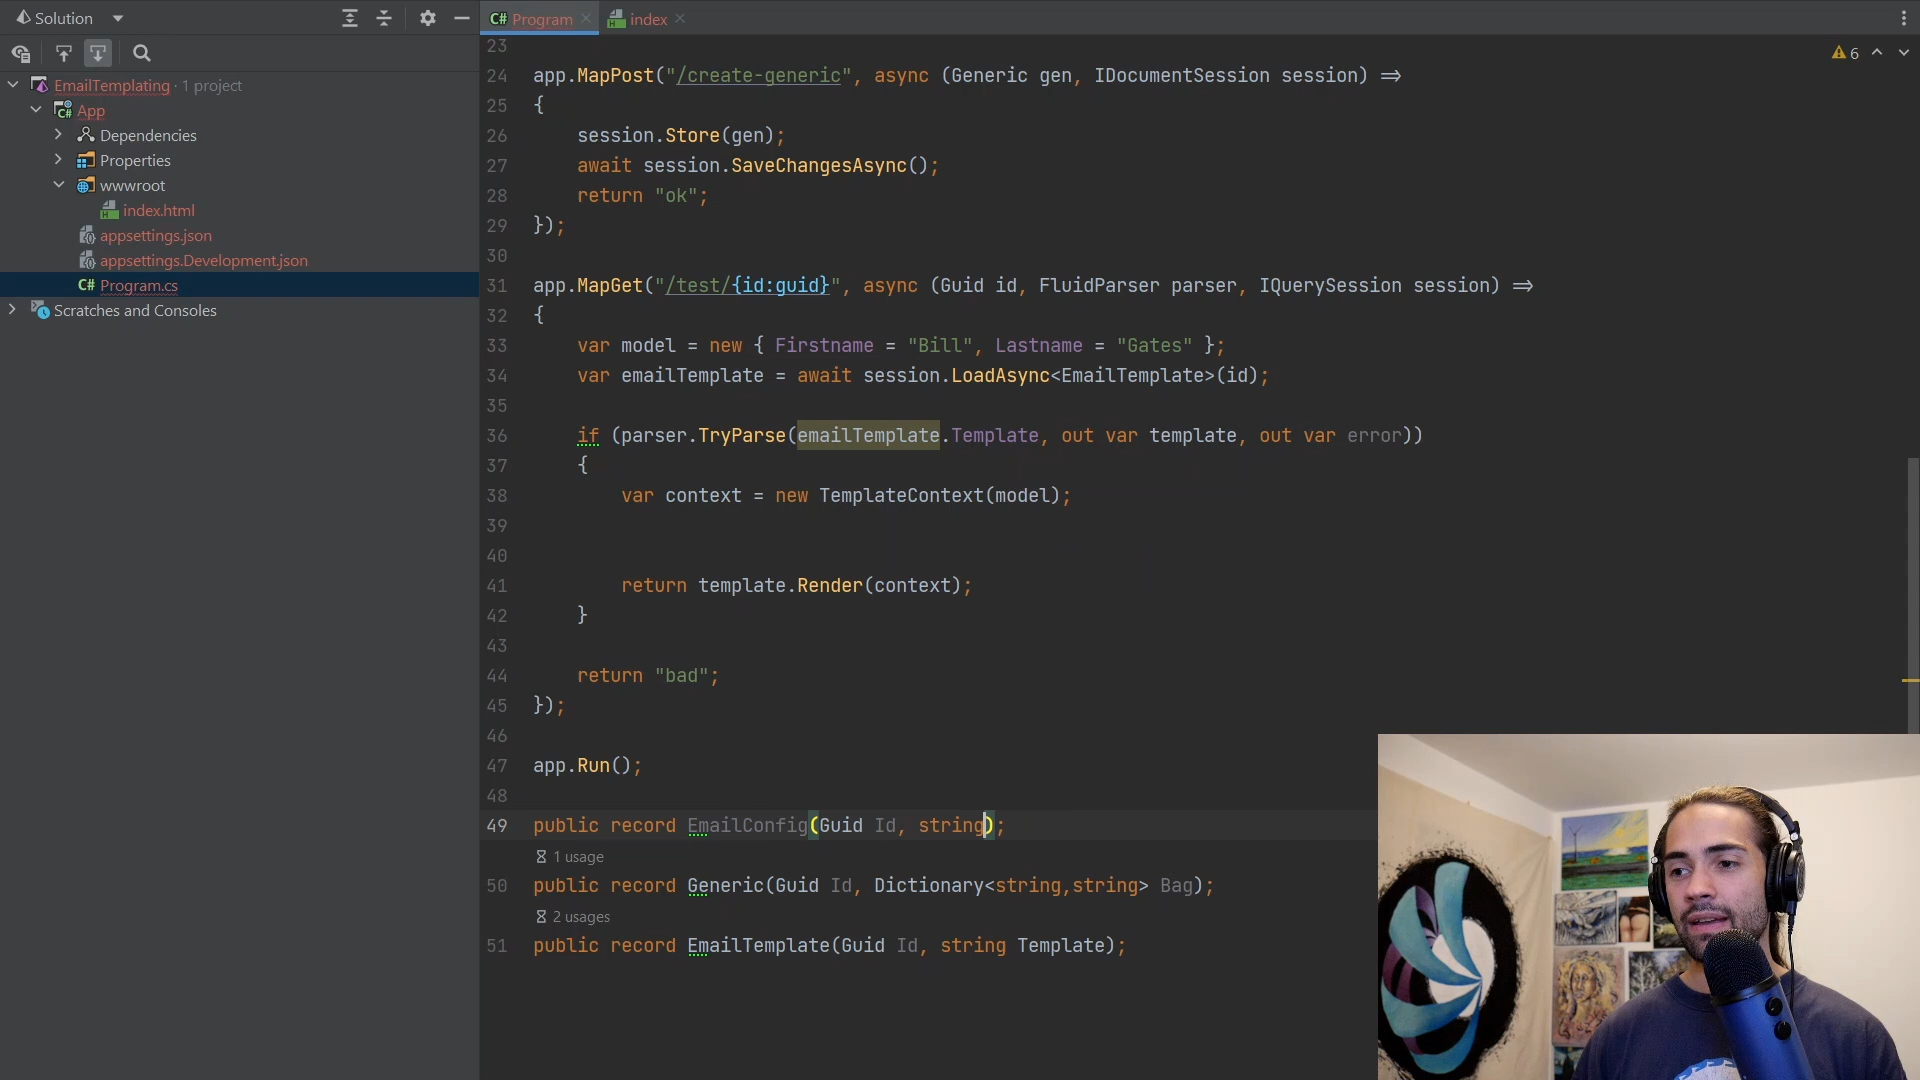 Solution
EmailTemplating · 1 project
App
Dependencies
Properties
wwwroot
index.html
appsettings.json
appsettings.Development.json
C# Program.cs
Scratches and Consoles
C# Program
index
6
23
24 app.MapPost("/create-generic", async (Generic gen, IDocumentSession session) =>
25 {
26 session.Store(gen);
27 await session.SaveChangesAsync();
28 return "ok";
29 });
30
31 app.MapGet("/test/{id:guid}", async (Guid id, FluidParser parser, IQuerySession session) =>
32 {
33 var model = new { Firstname = "Bill", Lastname = "Gates" };
34 var emailTemplate = await session.LoadAsync<EmailTemplate>(id);
35
36 if (parser.TryParse(emailTemplate.Template, out var template, out var error))
37 {
38 var context = new TemplateContext(model);
39
40
41 return template.Render(context);
42 }
43
44 return "bad";
45 });
46
47 app.Run();
48
49 public record EmailConfig(Guid Id, string);
1 usage
50 public record Generic(Guid Id, Dictionary<string,string> Bag);
2 usages
51 public record EmailTemplate(Guid Id, string Template);